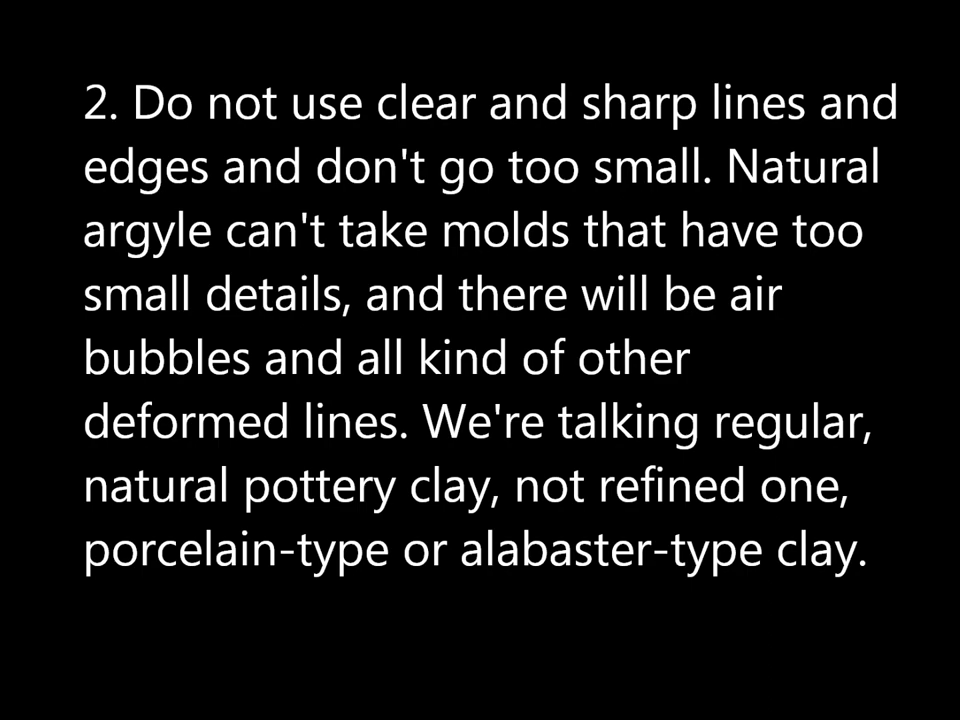 2. Do not use clear and sharp lines and
edges and don't go too small. Natural
argyle can't take molds that have too
small details, and there will be air
bubbles and all kind of other
deformed lines. We're talking regular,
natural pottery clay, not refined one,
porcelain-type or alabaster-type clay.